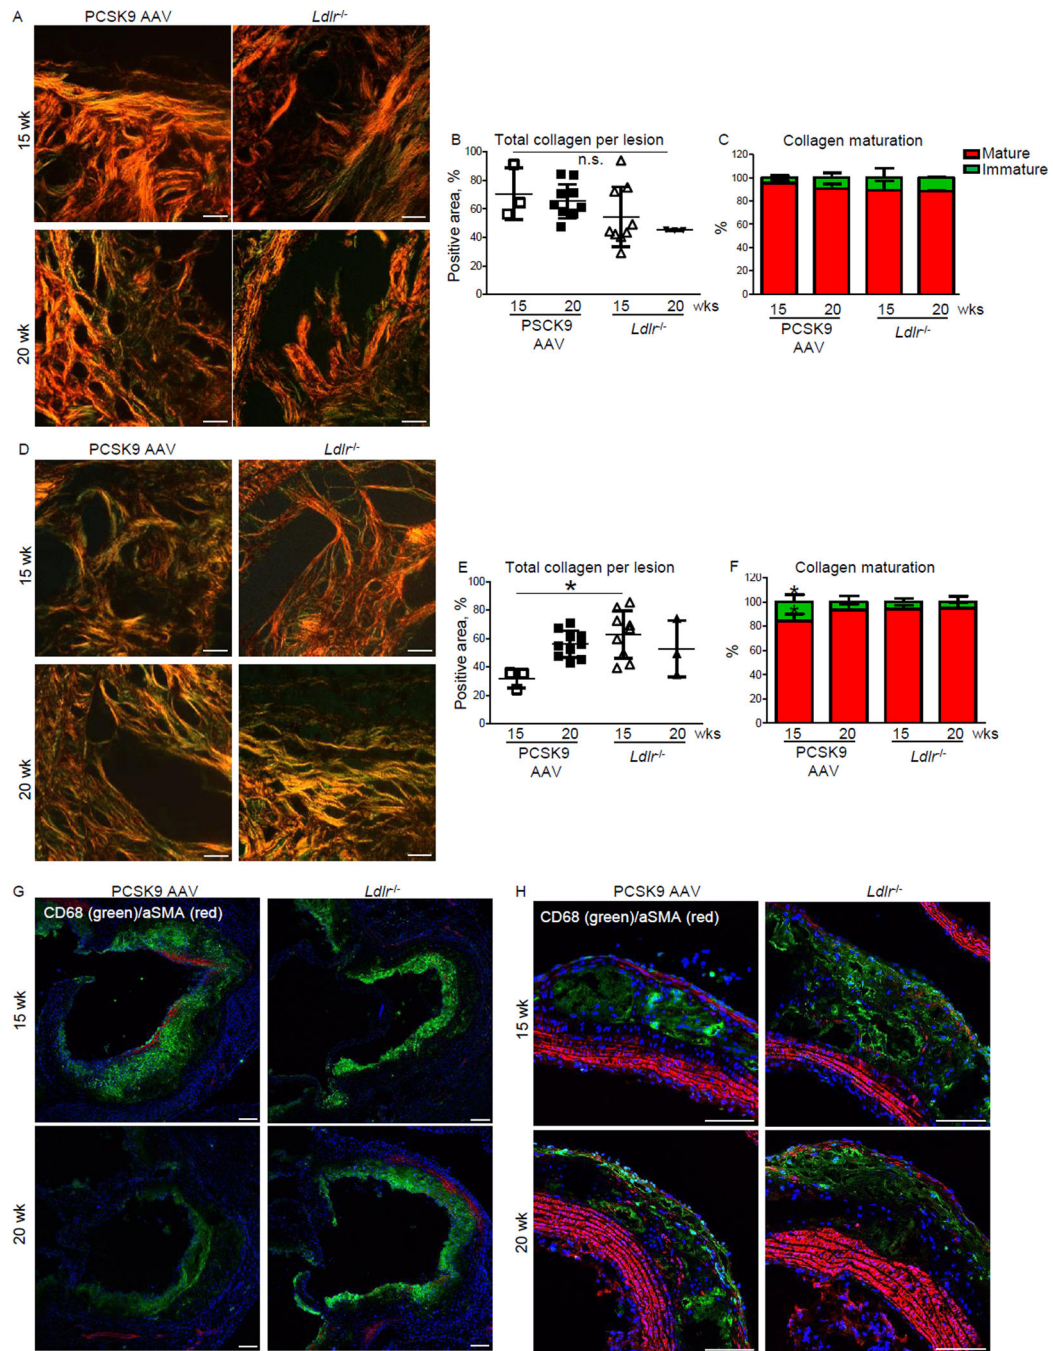 A
PCSK9 AAV
Ldlr-/-
15 wk
20 wk
B
Total collagen per lesion
n.s.
Positive area, %
100
80
60
40
20
0
15 20 15 20 wks
PSCK9
AAV
Ldlr-/-
C
Collagen maturation
Mature
Immature
%
120
100
80
60
40
20
0
15 20 15 20 wks
PCSK9
AAV
Ldlr-/-
D
PCSK9 AAV
Ldlr-/-
15 wk
20 wk
E
Total collagen per lesion
*
Positive area, %
100
80
60
40
20
0
15 20 15 20 wks
PCSK9
AAV
Ldlr-/-
F
Collagen maturation
%
120
100
80
60
40
20
0
*
*
15 20 15 20 wks
PCSK9
AAV
Ldlr-/-
G
PCSK9 AAV
Ldlr-/-
CD68 (green)/aSMA (red)
15 wk
20 wk
H
PCSK9 AAV
Ldlr-/-
CD68 (green)/aSMA (red)
15 wk
20 wk